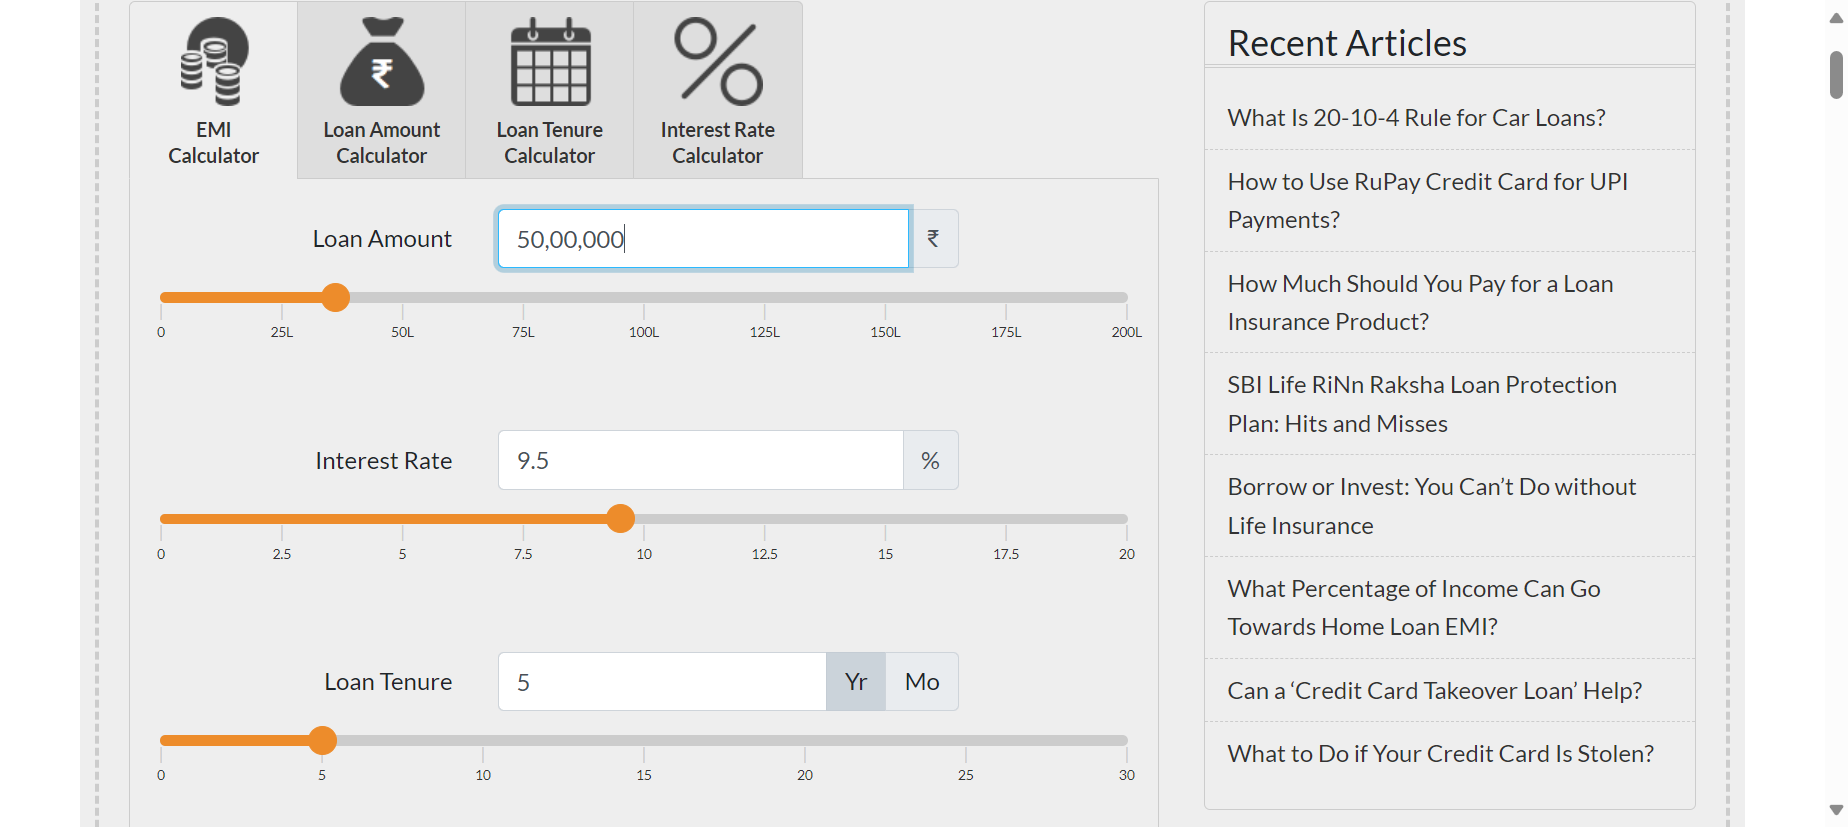 EMI
Calculator
Loan Amount
Calculator
Loan Tenure
Calculator
Interest Rate
Calculator
Loan Amount
50,00,000
₹
0 25L 50L 75L 100L 125L 150L 175L 200L
Interest Rate
9.5
%
0 2.5 5 7.5 10 12.5 15 17.5 20
Loan Tenure
5
Yr
Mo
0 5 10 15 20 25 30
Recent Articles
What Is 20-10-4 Rule for Car Loans?
How to Use RuPay Credit Card for UPI
Payments?
How Much Should You Pay for a Loan
Insurance Product?
SBI Life RiNn Raksha Loan Protection
Plan: Hits and Misses
Borrow or Invest: You Can’t Do without
Life Insurance
What Percentage of Income Can Go
Towards Home Loan EMI?
Can a ‘Credit Card Takeover Loan’ Help?
What to Do if Your Credit Card Is Stolen?